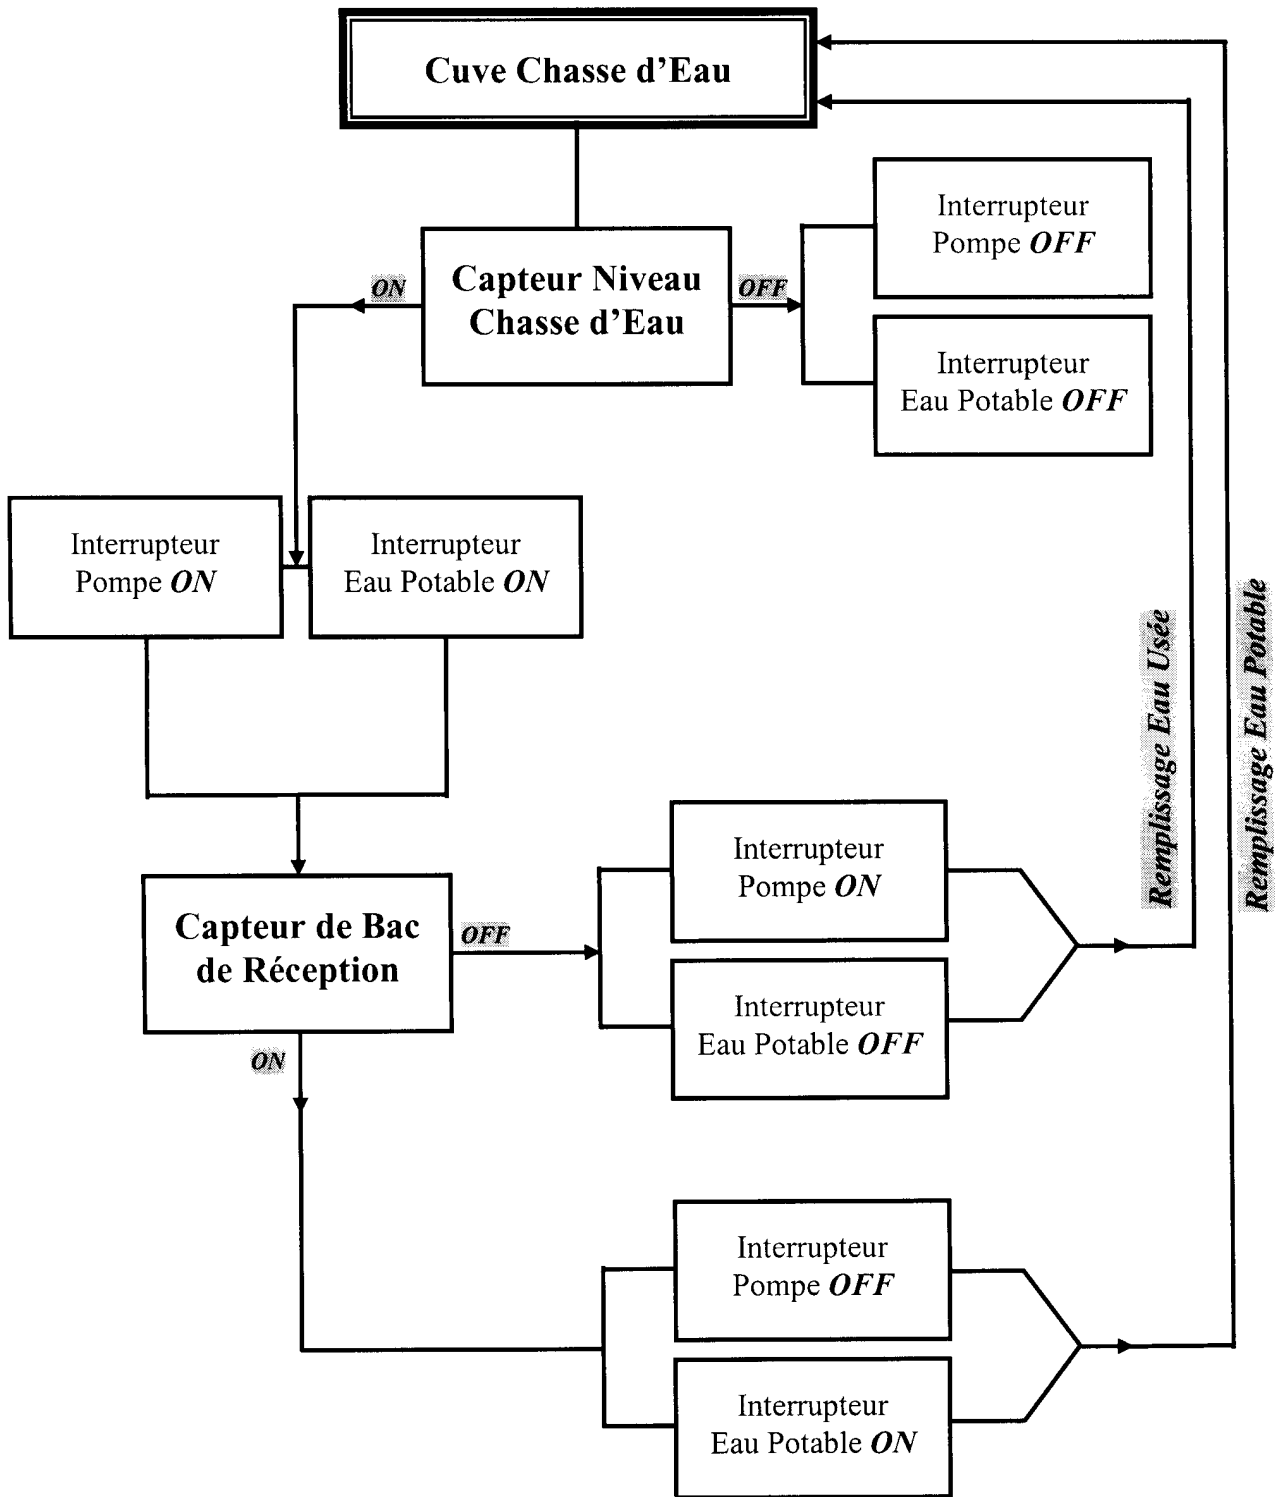 Cuve Chasse d'Eau
Interrupteur
Pompe OFF
Capteur Niveau
Chasse d'Eau
ON
OFF
Interrupteur
Eau Potable OFF
Interrupteur
Pompe ON
Interrupteur
Eau Potable ON
Remplissage Eau Usée
Remplissage Eau Potable
Interrupteur
Pompe ON
Capteur de Bac
de Réception
OFF
Interrupteur
Eau Potable OFF
ON
Interrupteur
Pompe OFF
Interrupteur
Eau Potable ON